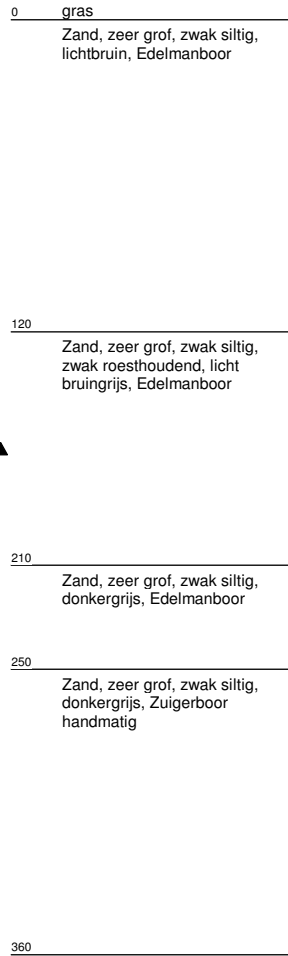 0 gras
Zand, zeer grof, zwak siltig,
lichtbruin, Edelmanboor
120
Zand, zeer grof, zwak siltig,
zwak roesthoudend, licht
bruingrijs, Edelmanboor
210
Zand, zeer grof, zwak siltig,
donkergrijs, Edelmanboor
250
Zand, zeer grof, zwak siltig,
donkergrijs, Zuigerboor
handmatig
360